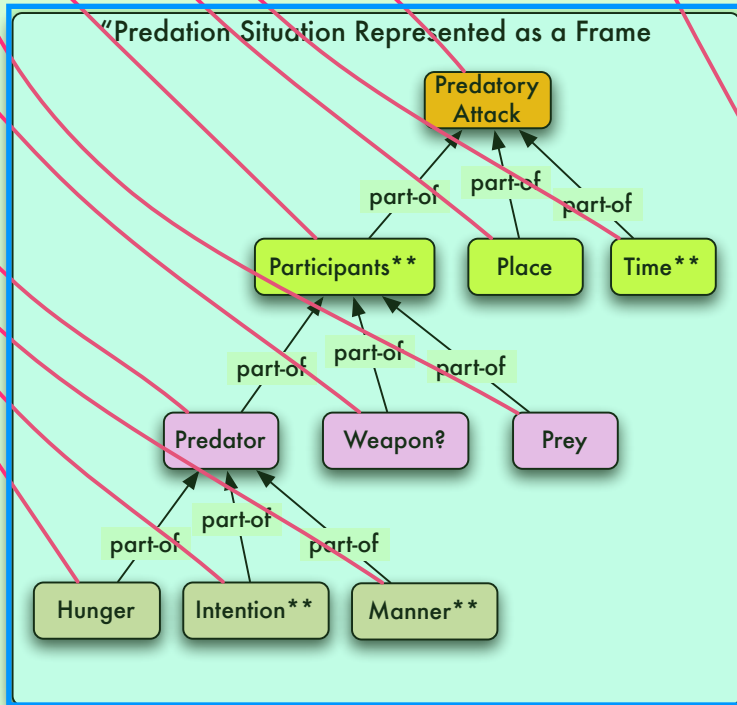 “Predation Situation Represented as a Frame
Predatory
Attack
part-of
part-of
part-of
Participants**
Place
Time**
part-of
part-of
part-of
Predator
Weapon?
Prey
part-of
part-of
part-of
Hunger
Intention**
Manner**